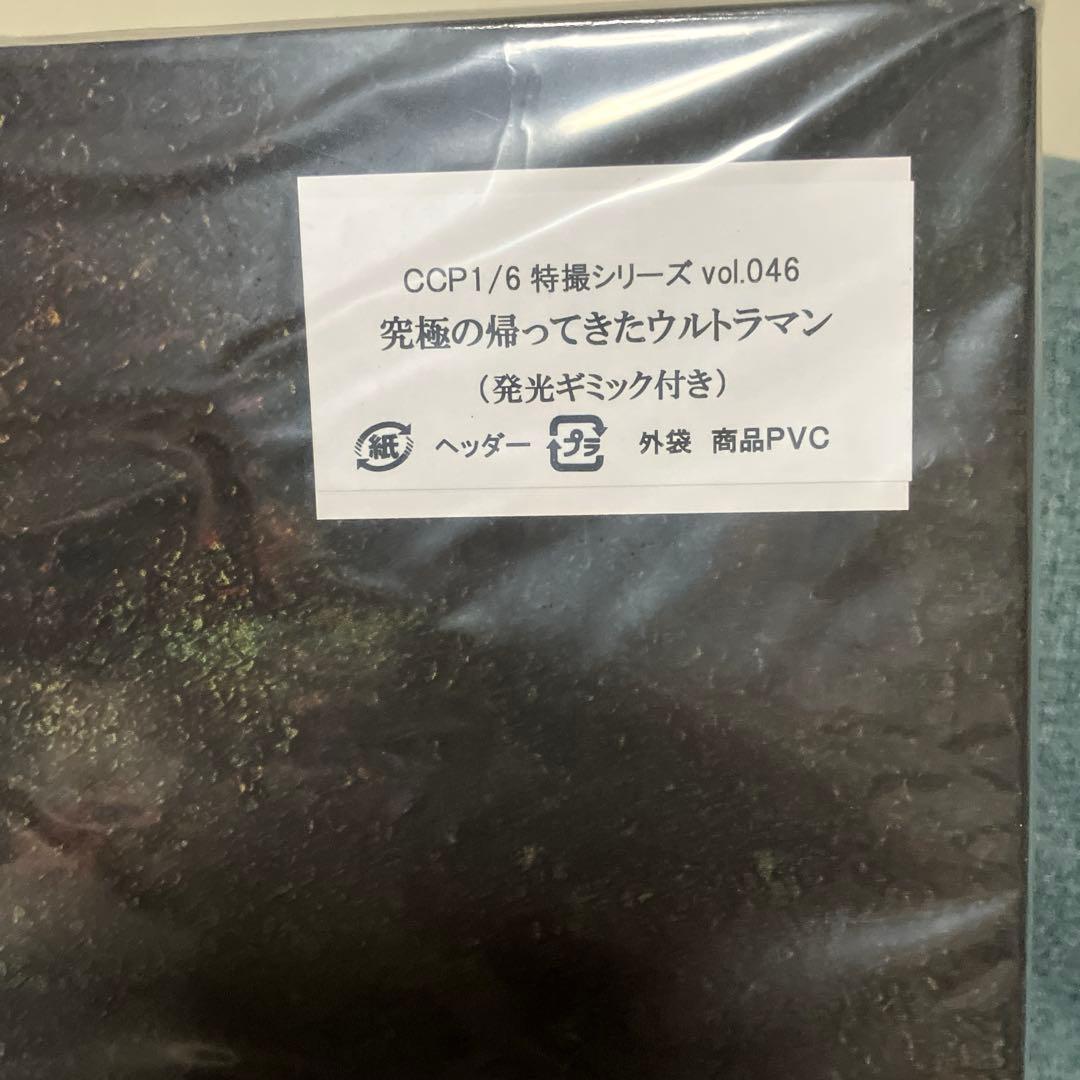 CCP1/6 特撮シリーズ vol.046
究極の帰ってきたウルトラマン
（発光ギミック付き）
紙 ヘッダー プラ 外袋 商品PVC